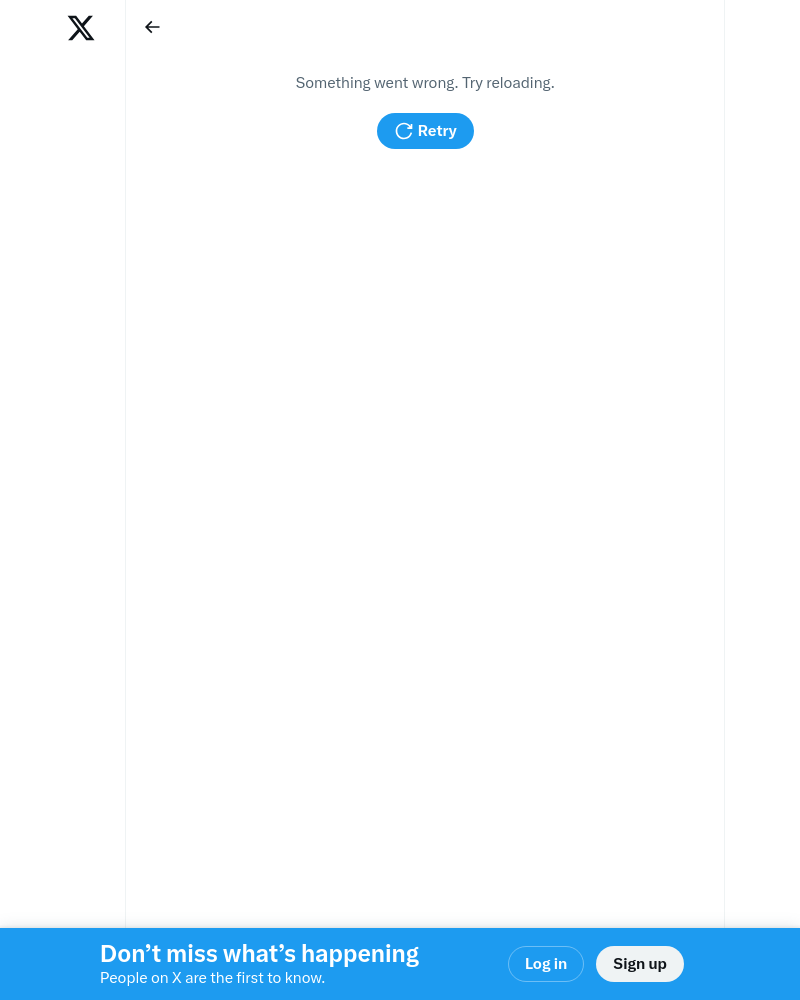 Something went wrong. Try reloading.
Retry
Don’t miss what’s happening
People on X are the first to know.
Log in
Sign up